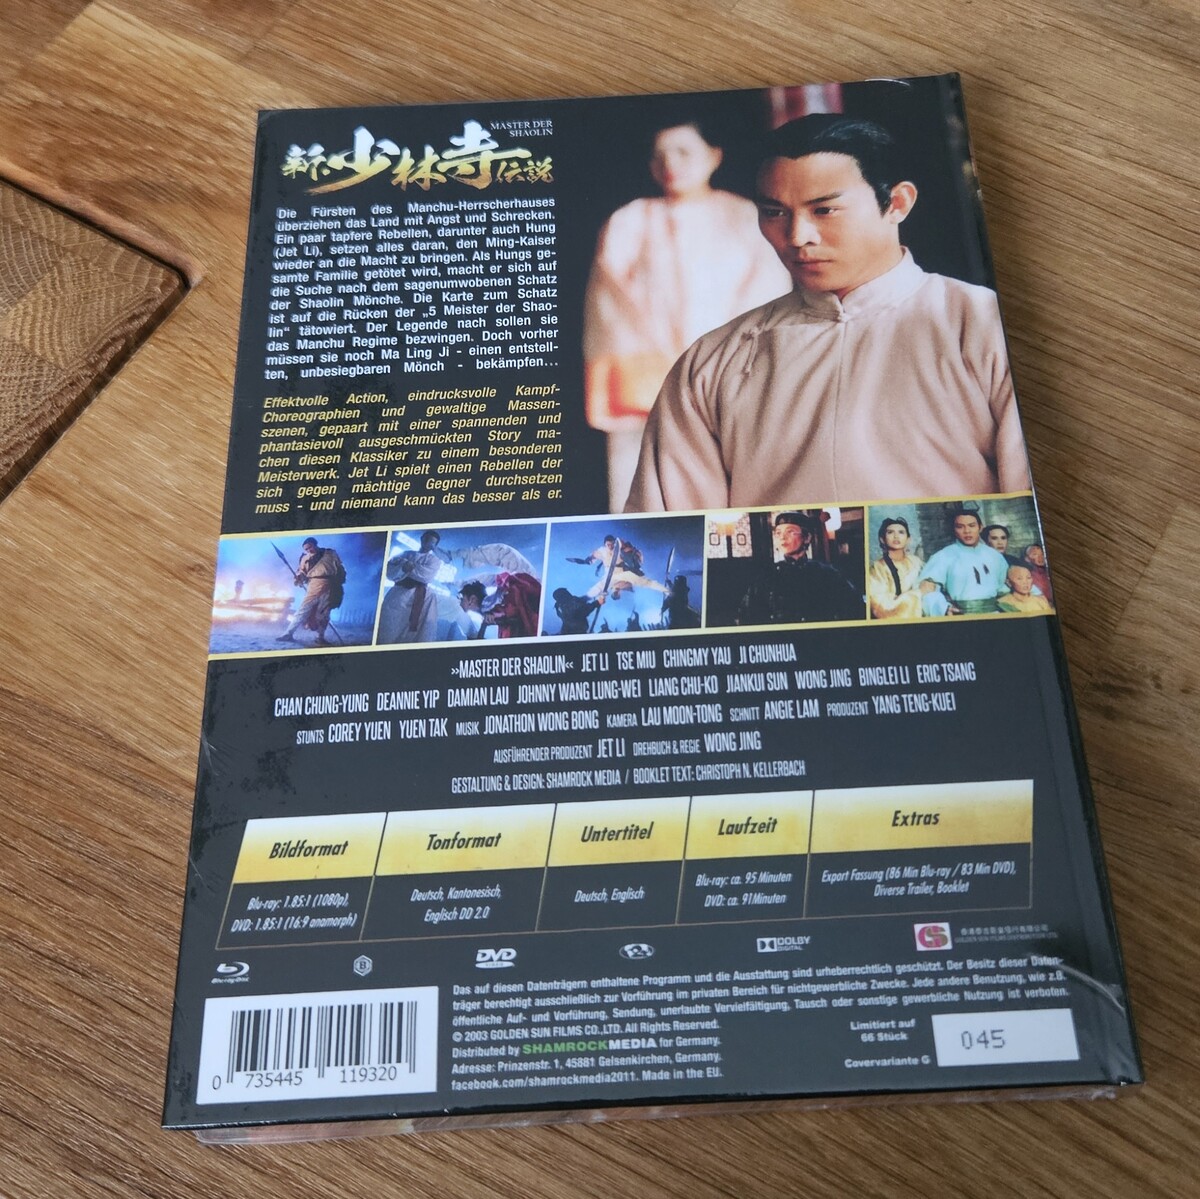 MASTER DER
SHAOLIN
新·少林寺伝説
Die Fürsten des Manchu-Herrscherhauses
überziehen das Land mit Angst und Schrecken.
Ein paar tapfere Rebellen, darunter auch Hung
(Jet Li), setzen alles daran, den Ming-Kaiser
wieder an die Macht zu bringen. Als Hungs ge-
samte Familie getötet wird, macht er sich auf
die Suche nach dem sagenumwobenen Schatz
der Shaolin Mönche. Die Karte zum Schatz
ist auf die Rücken der „5 Meister der Shao-
lin“ tätowiert. Der Legende nach sollen sie
das Manchu Regime bezwingen. Doch vorher
müssen sie noch Ma Ling Ji - einen entstell-
ten, unbesiegbaren Mönch - bekämpfen...
Effektvolle Action, eindrucksvolle Kampf-
Choreographien und gewaltige Massen-
szenen, gepaart mit einer spannenden und
phantasievoll ausgeschmückten Story ma-
chen diesen Klassiker zu einem besonderen
Meisterwerk. Jet Li spielt einen Rebellen der
sich gegen mächtige Gegner durchsetzen
muss - und niemand kann das besser als er.
»MASTER DER SHAOLIN« JET LI TSE MIU CHINGMY YAU JI CHUNHUA
CHAN CHUNG-YUNG DEANNIE YIP DAMIAN LAU JOHNNY WANG LUNG-WEI LIANG CHU-KO JIANKUI SUN WONG JING BINGLEI LI ERIC TSANG
STUNTS COREY YUEN YUEN TAK MUSIK JONATHON WONG BONG KAMERA LAU MOON-TONG SCHNITT ANGIE LAM PRODUZENT YANG TENG-KUEI
AUSFÜHRENDER PRODUZENT JET LI DREHBUCH & REGIE WONG JING
GESTALTUNG & DESIGN: SHAMROCK MEDIA / BOOKLET TEXT: CHRISTOPH N. KELLERBACH
Bildformat Tonformat Untertitel Laufzeit Extras
Blu-ray: 1.85:1 (1080p),
DVD: 1.85:1 (16:9 anamorph)
Deutsch, Kantonesisch,
Englisch DD 2.0
Deutsch, Englisch
Blu-ray: ca. 95 Minuten
DVD: ca. 91Minuten
Export Fassung (86 Min Blu-ray / 83 Min DVD),
Diverse Trailer, Booklet
Blu-ray Disc
B
DVD
VIDEO
2
DOLBY
DIGITAL
GS
GOLDEN SUN FILMS DISTRIBUTION LTD.
Das auf diesen Datenträgern enthaltene Programm und die Ausstattung sind urheberrechtlich geschützt. Der Besitz dieser Daten-
träger berechtigt ausschließlich zur Vorführung im privaten Bereich für nichtgewerbliche Zwecke. Jede andere Benutzung, wie z.B.
öffentliche Auf- und Vorführung, Sendung, unerlaubte Vervielfältigung, Tausch oder sonstige gewerbliche Nutzung ist verboten.
© 2003 GOLDEN SUN FILMS CO.,LTD. All Rights Reserved.
Distributed by SHAMROCKMEDIA for Germany.
Adresse: Prinzenstr. 1, 45881 Gelsenkirchen, Germany.
facebook.com/shamrockmedia2011. Made in the EU.
Limitiert auf
66 Stück
Covervariante G
045
0 735445 119320